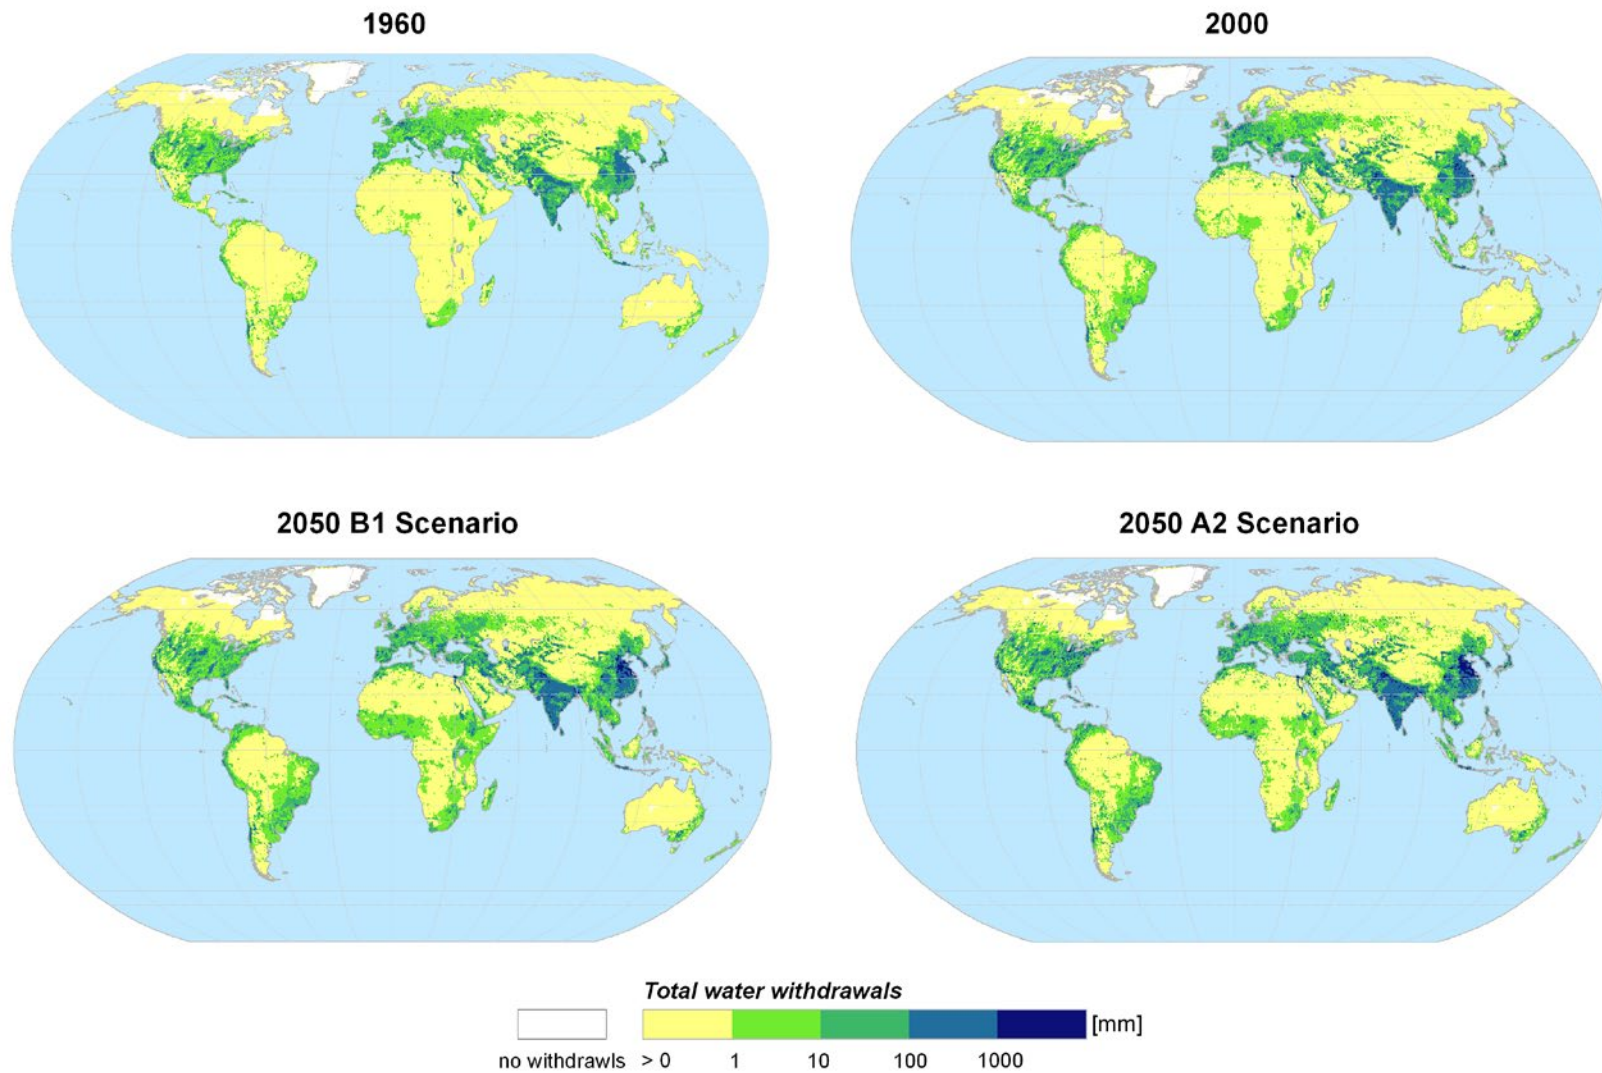 1960
2000
2050 B1 Scenario
2050 A2 Scenario
Total water withdrawals
[mm]
no withdrawls
> 0
1
10
100
1000